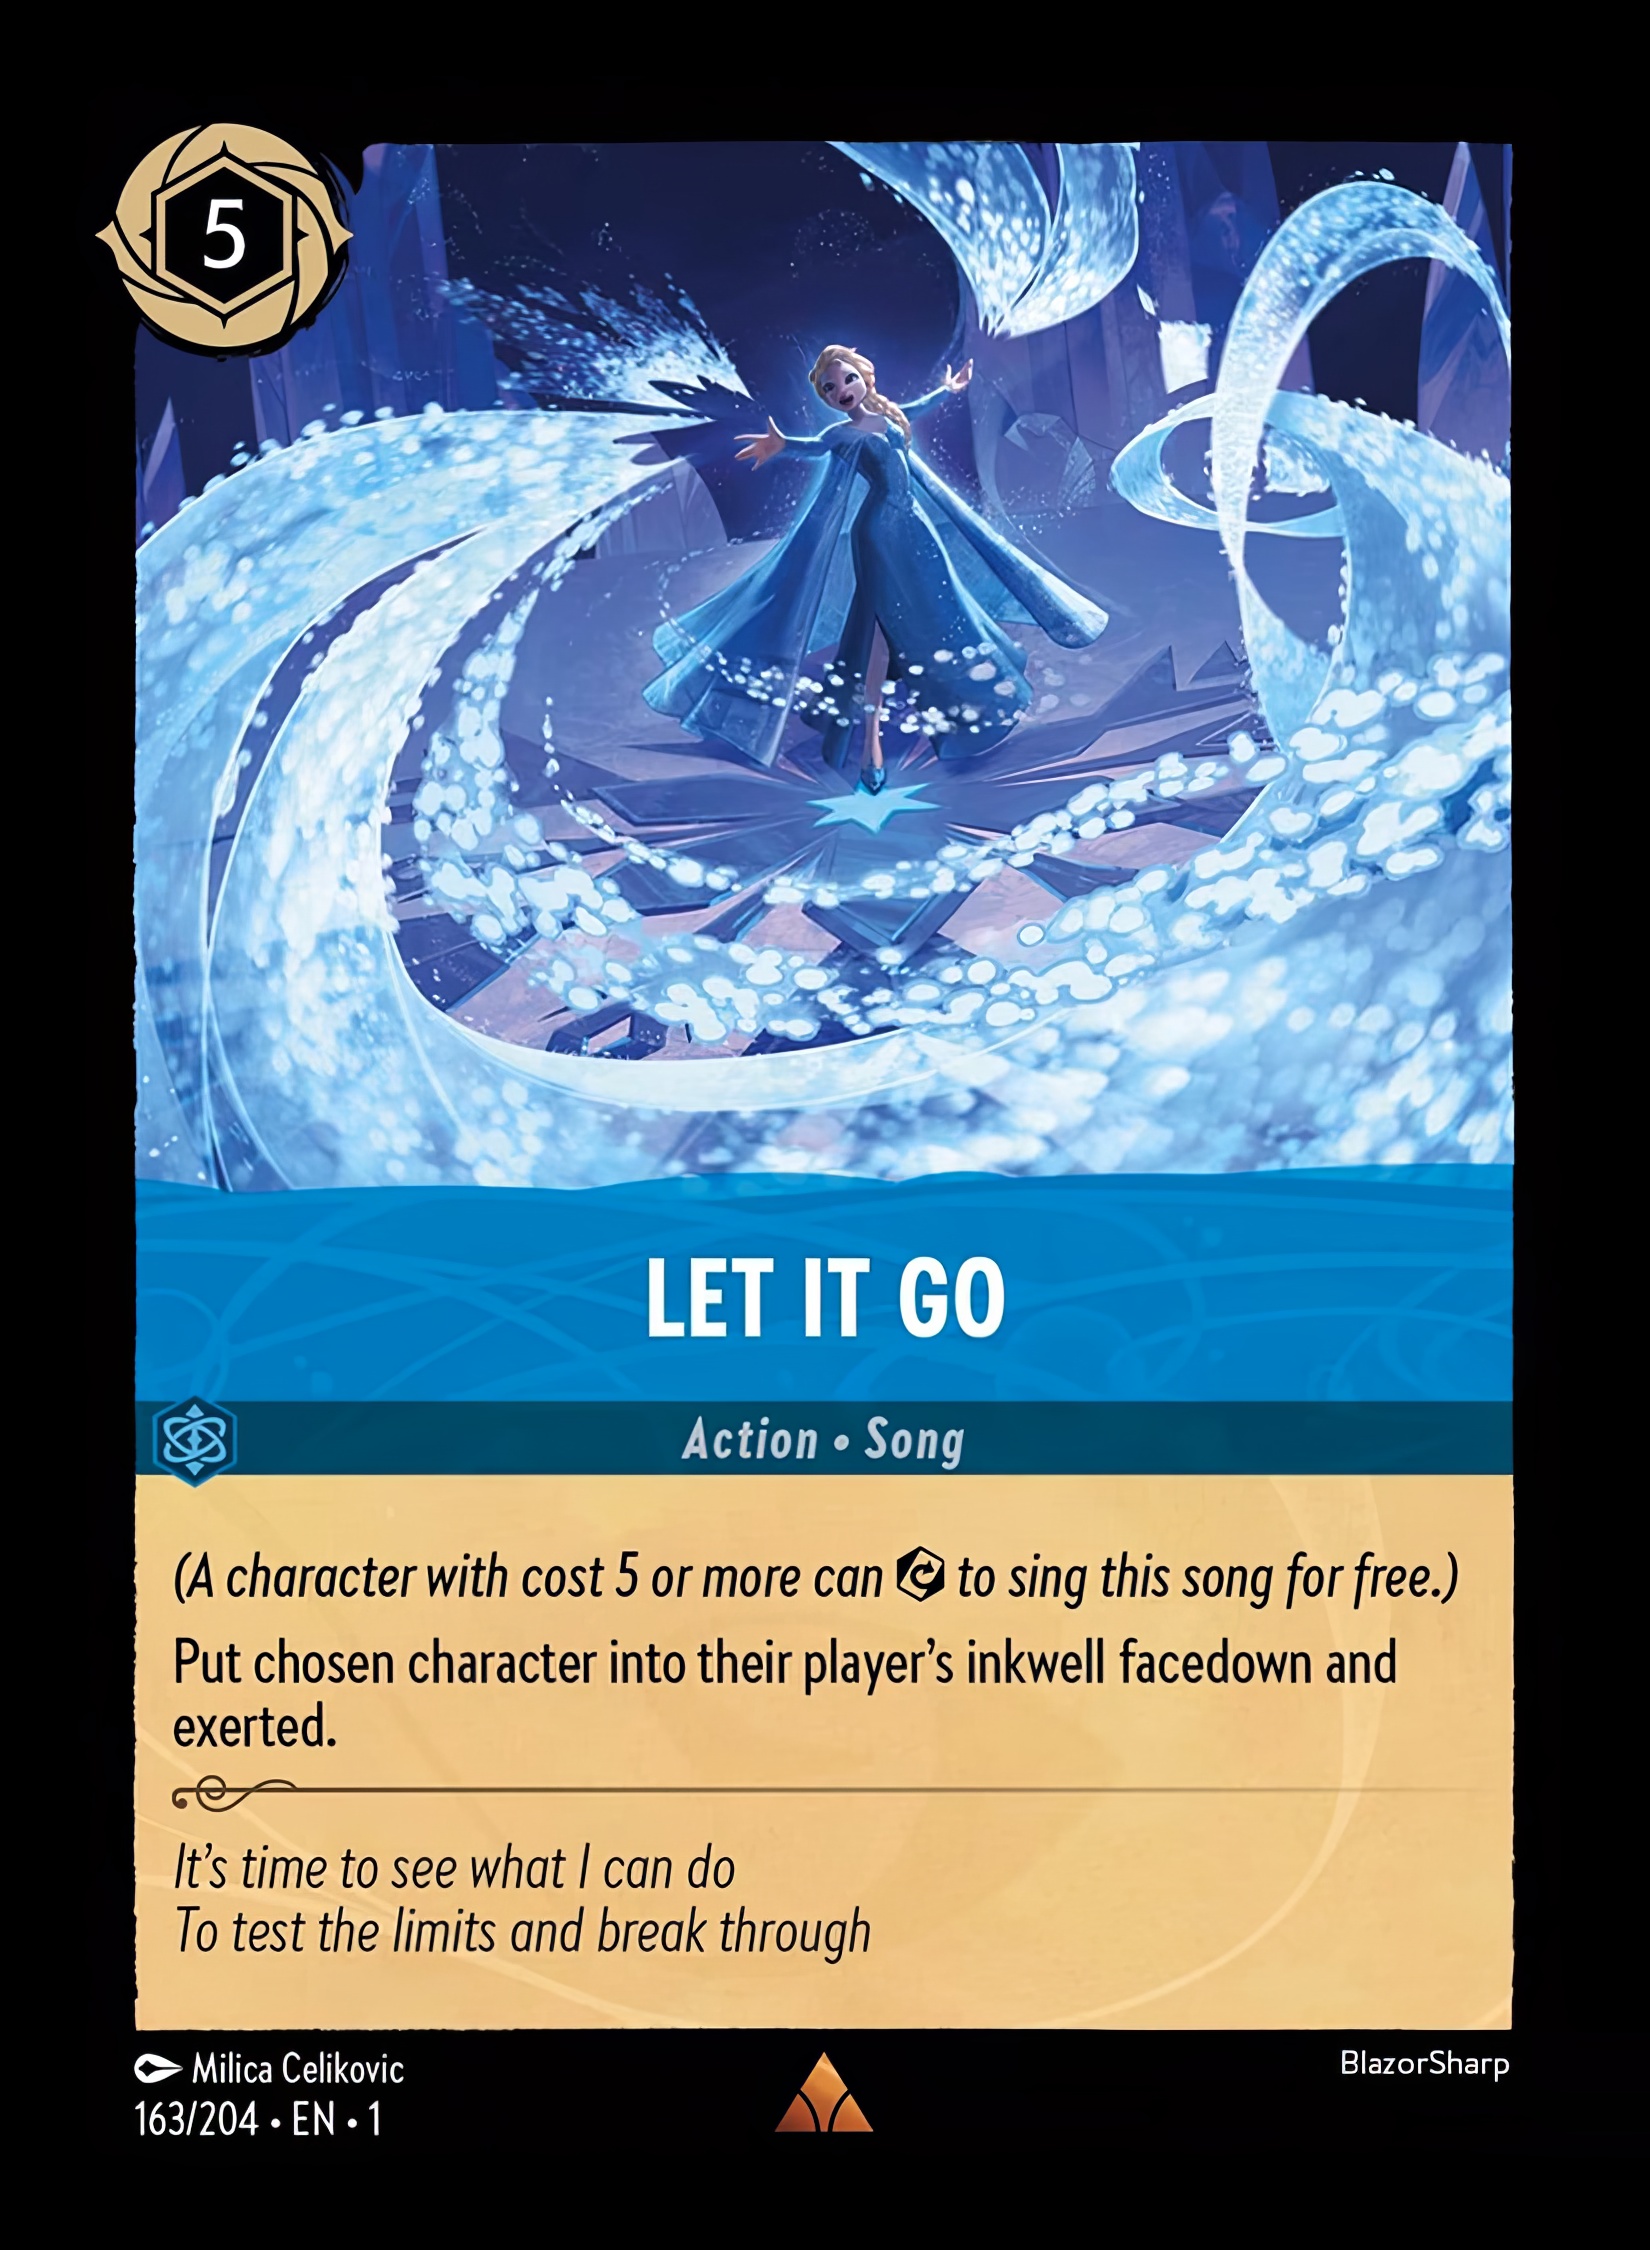 5
LET IT GO
Action • Song
(A character with cost 5 or more can to sing this song for free.)
Put chosen character into their player's inkwell facedown and
exerted.
It's time to see what I can do
To test the limits and break through
Milica Celikovic
BlazorSharp
163/204 • EN • 1